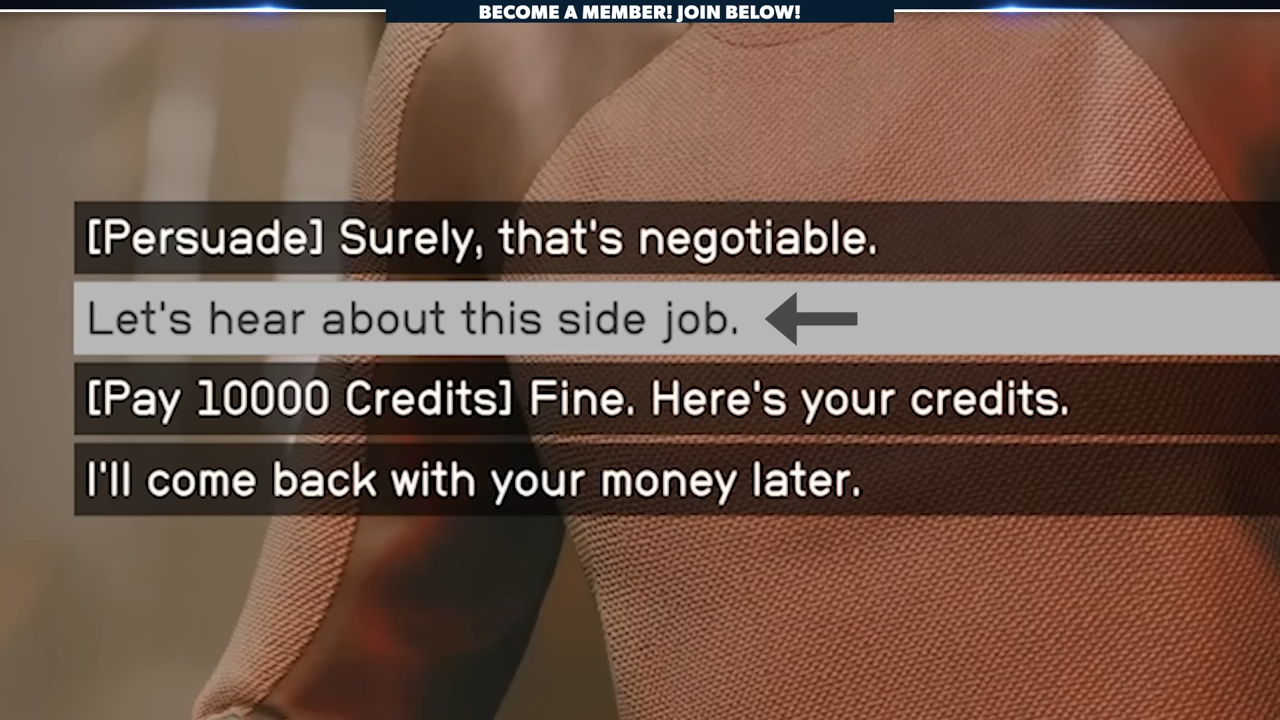 BECOME A MEMBER! JOIN BELOW!
[Persuade] Surely, that's negotiable.
Let's hear about this side job.
[Pay 10000 Credits] Fine. Here's your credits.
I'll come back with your money later.